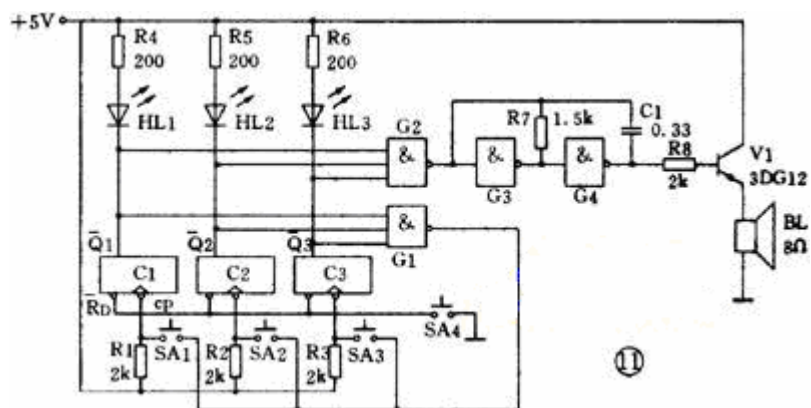 +5V
R4
200
R5
200
R6
200
HL1
HL2
HL3
G2
&
R7
1.5k
C1
0.33
&
G3
&
G4
R8
2k
V1
3DG12
BL
8Ω
&
G1
Q̄1
Q̄2
Q̄3
C1
C2
C3
R̄D
cP
SA4
R1
2k
SA1
R2
2k
SA2
R3
2k
SA3
⑪